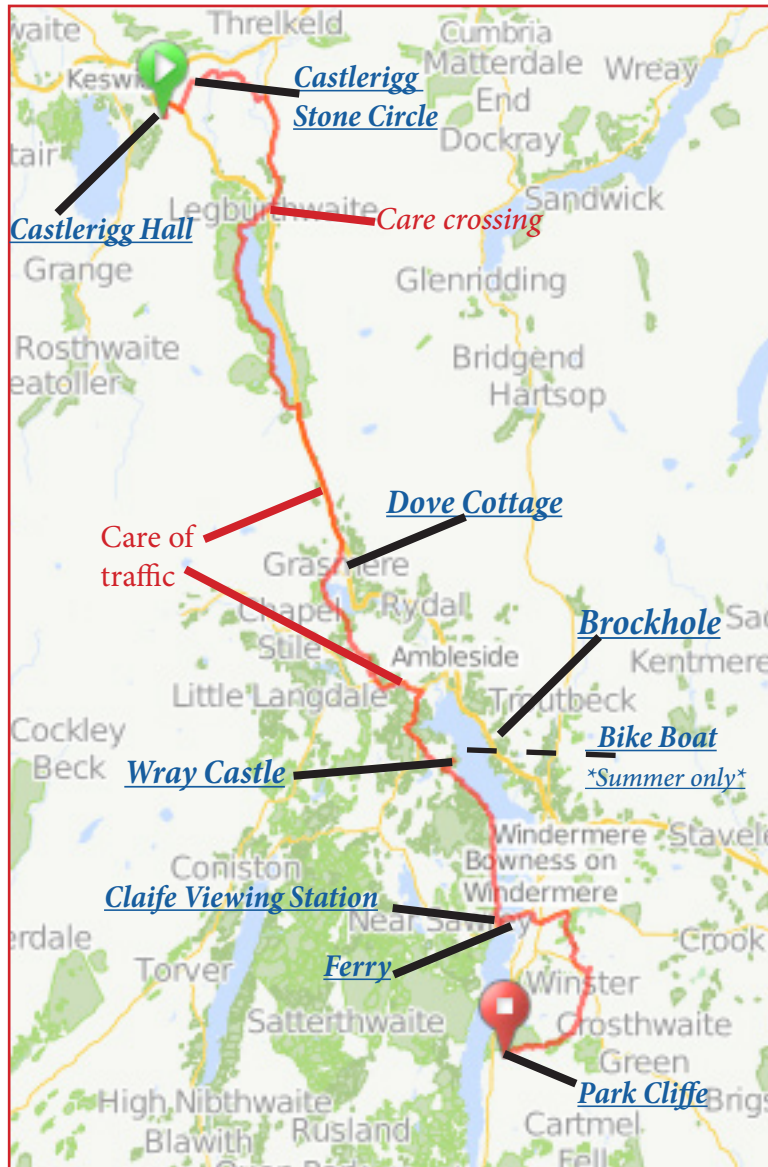 waite
Threlkeld
Cumbria
Matterdale
End
Wreay
Keswi
Castlerigg
Stone Circle
Dockray
tair
Sandwick
Legburthwaite
Care crossing
Castlerigg Hall
Grange
Glenridding
Rosthwaite
eatoller
Bridgend
Hartsop
Dove Cottage
Care of
traffic
Grasmere
Chapel
Stile
Rydal
Brockhole
Sad
Ambleside
Kentmere
Little Langdale
Troutbeck
Cockley
Beck
Bike Boat
*Summer only*
Wray Castle
Windermere
Stavele
Bowness on
Windermere
Coniston
Claife Viewing Station
Near Sawrey
erdale
Crook
Torver
Ferry
Winster
Satterthwaite
Crosthwaite
Green
Park Cliffe
Brigs
High Nibthwaite
Rusland
Blawith
Cartmel
Fell